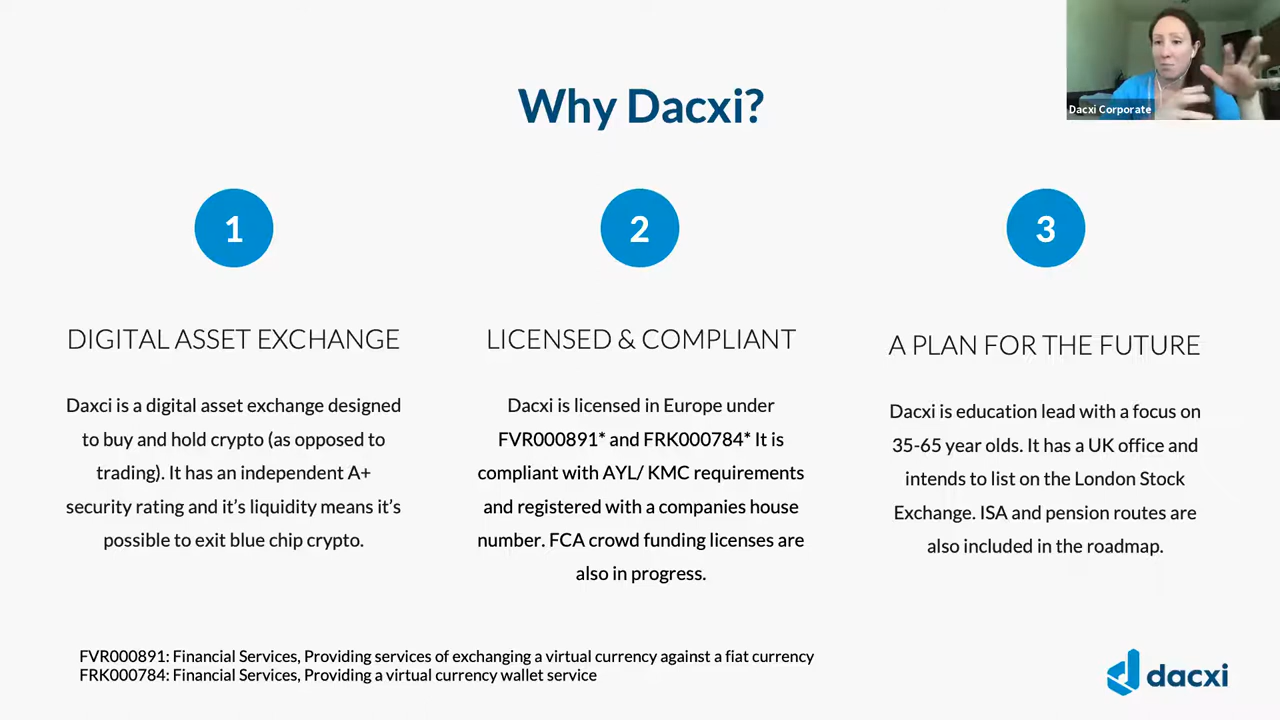 Why Dacxi?
Dacxi Corporate
1
2
3
DIGITAL ASSET EXCHANGE
Daxci is a digital asset exchange designed
to buy and hold crypto (as opposed to
trading). It has an independent A+
security rating and it's liquidity means it's
possible to exit blue chip crypto.
LICENSED & COMPLIANT
Dacxi is licensed in Europe under
FVR000891* and FRK000784* It is
compliant with AYL/ KMC requirements
and registered with a companies house
number. FCA crowd funding licenses are
also in progress.
A PLAN FOR THE FUTURE
Dacxi is education lead with a focus on
35-65 year olds. It has a UK office and
intends to list on the London Stock
Exchange. ISA and pension routes are
also included in the roadmap.
FVR000891: Financial Services, Providing services of exchanging a virtual currency against a fiat currency
FRK000784: Financial Services, Providing a virtual currency wallet service
dacxi